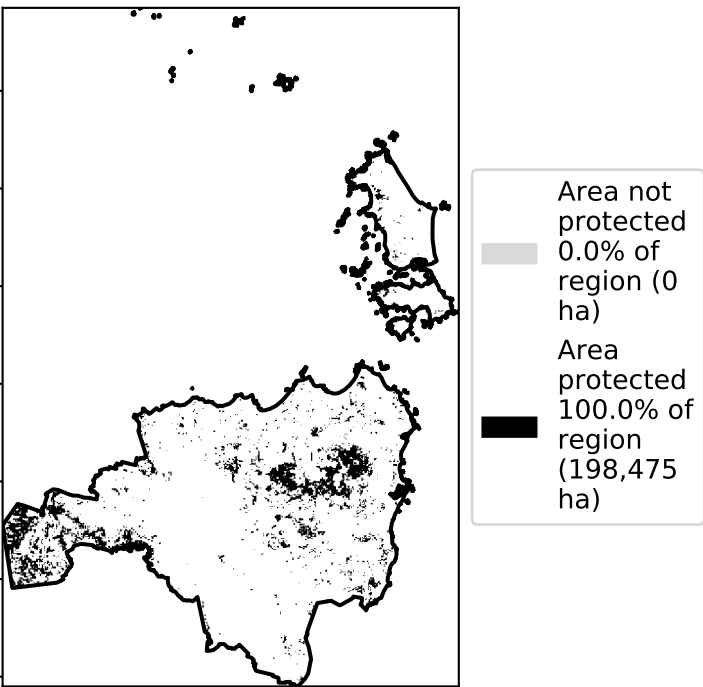 Area not
protected
0.0% of
region (0
ha)
Area
protected
100.0% of
region
(198,475
ha)